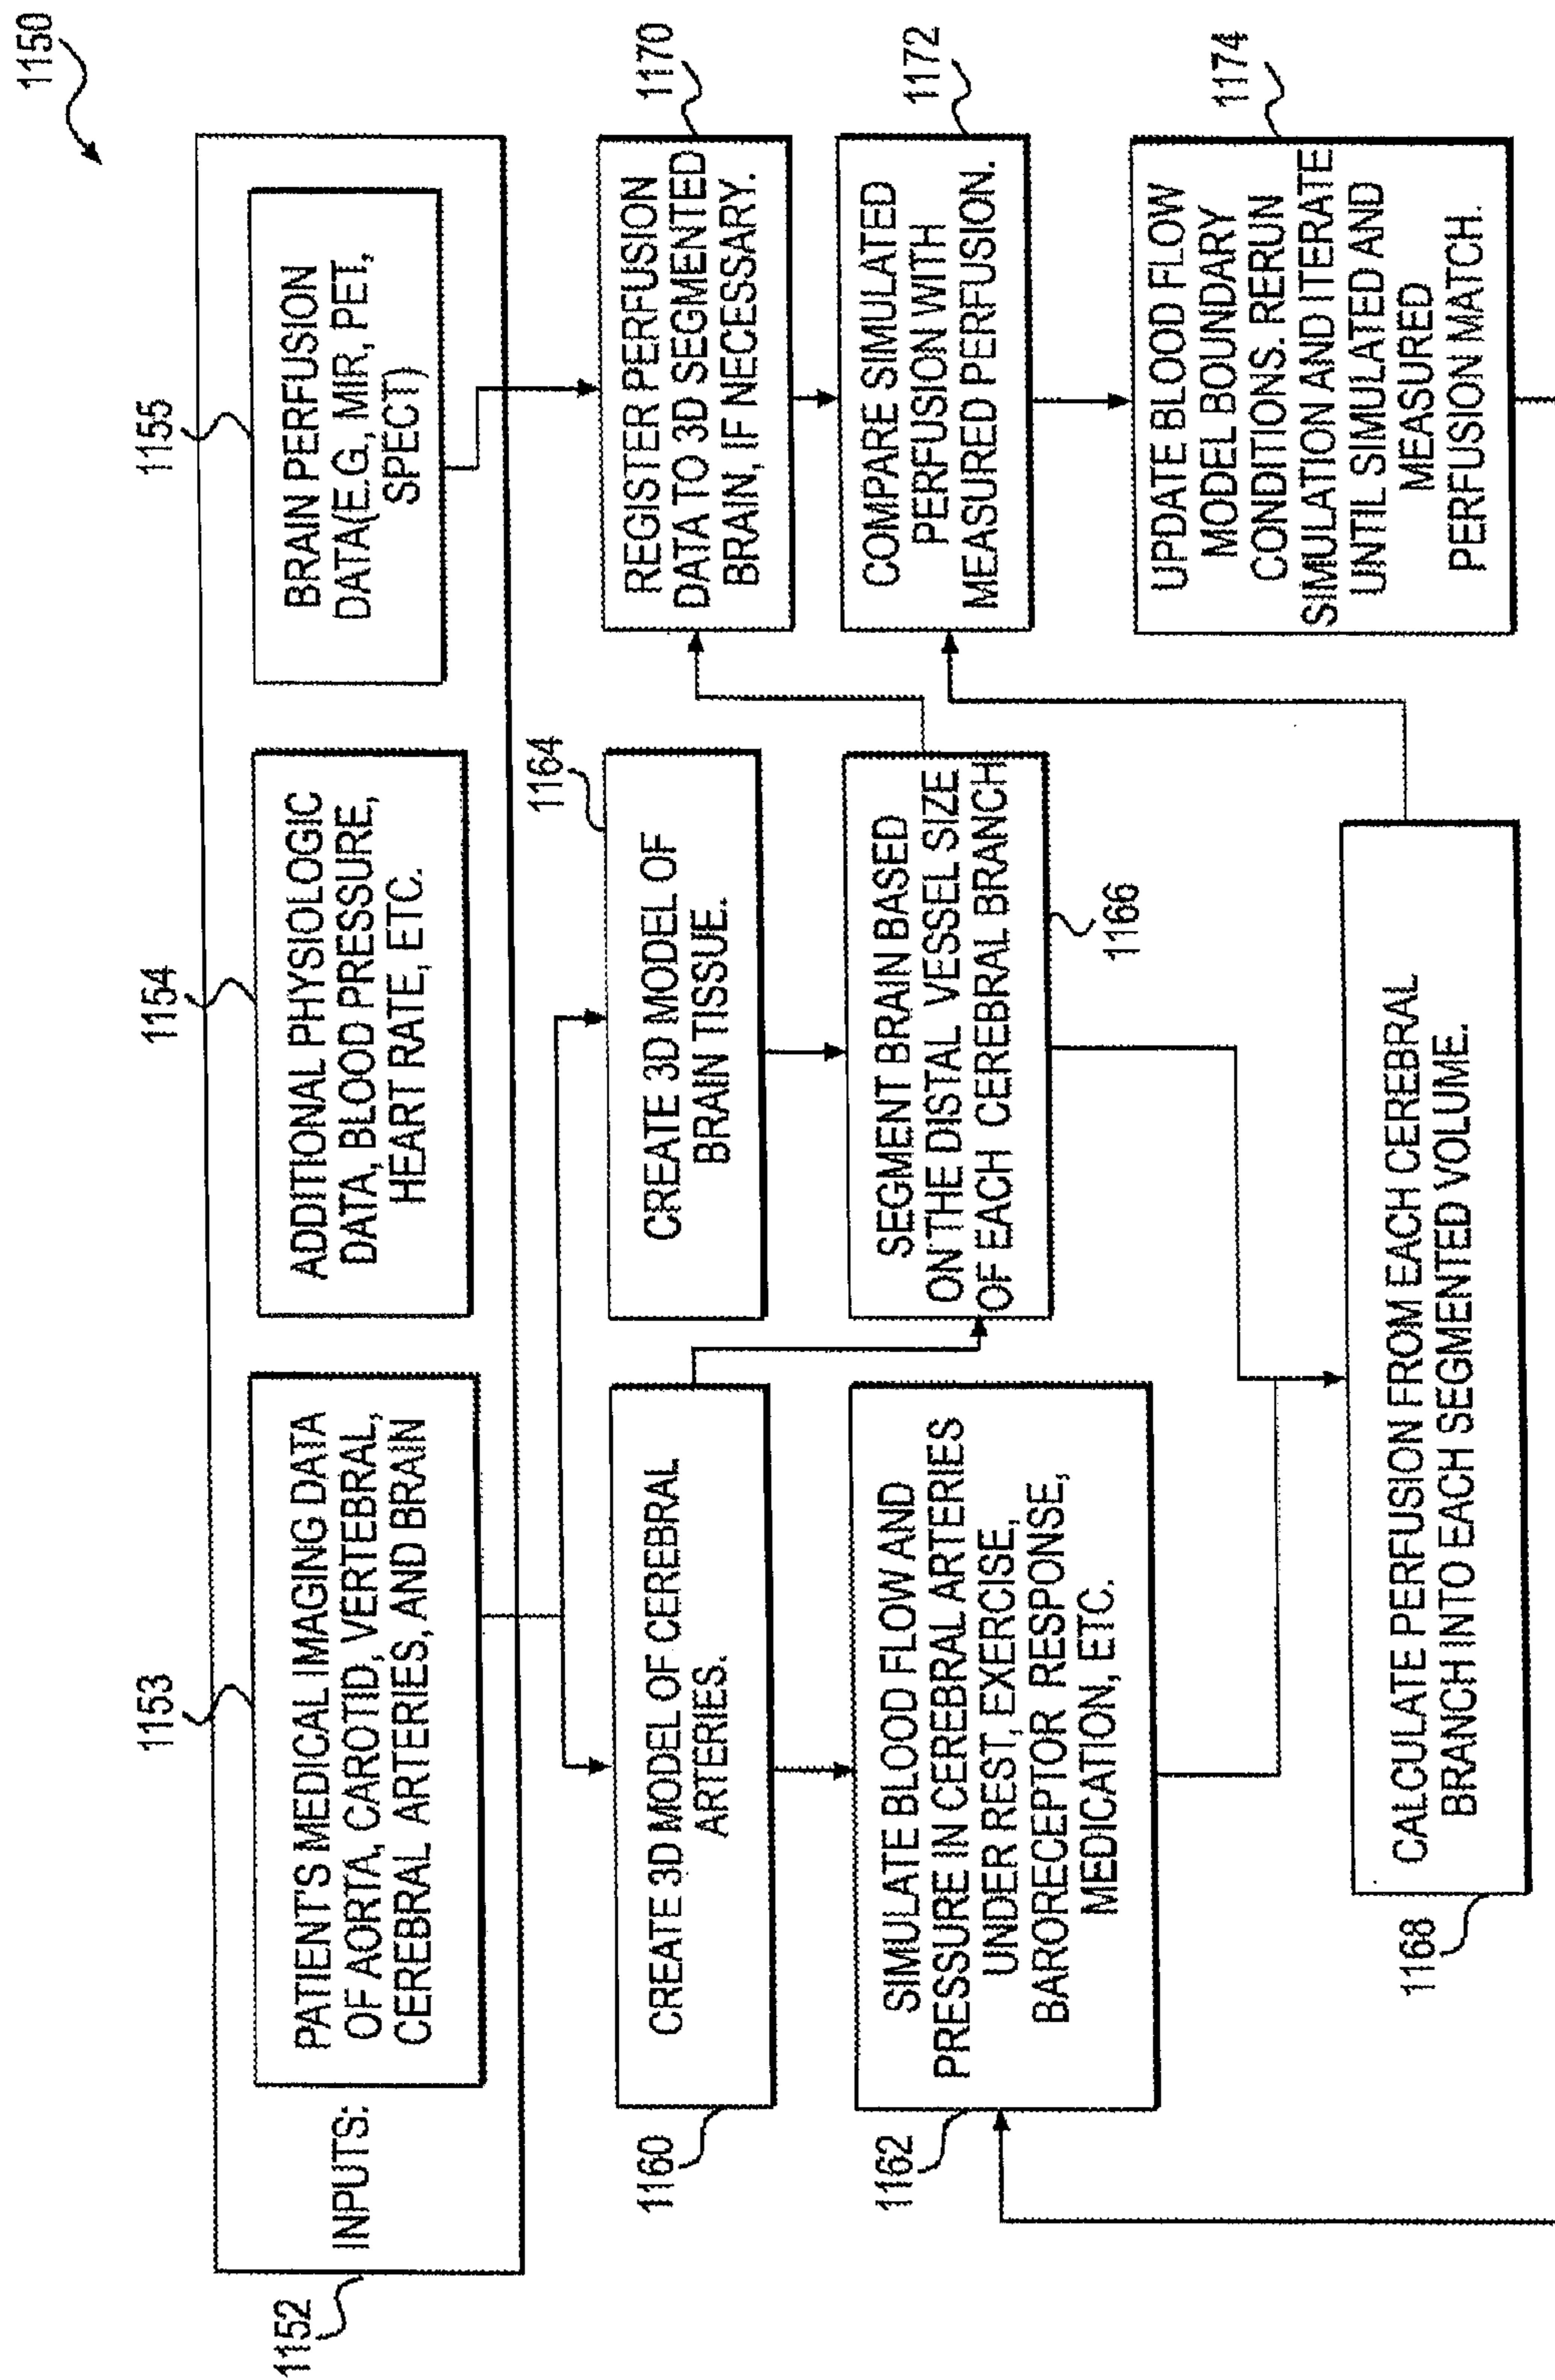 1150
1152
INPUTS:
1153
PATIENT'S MEDICAL IMAGING DATA
OF AORTA, CAROTID, VERTEBRAL,
CEREBRAL ARTERIES, AND BRAIN
1154
ADDITIONAL PHYSIOLOGIC
DATA, BLOOD PRESSURE,
HEART RATE, ETC.
1155
BRAIN PERFUSION
DATA(E.G, MIR, PET,
SPECT)
1160
CREATE 3D MODEL OF CEREBRAL
ARTERIES.
1164
CREATE 3D MODEL OF
BRAIN TISSUE.
REGISTER PERFUSION
DATA TO 3D SEGMENTED
BRAIN, IF NECESSARY.
1170
1162
SIMULATE BLOOD FLOW AND
PRESSURE IN CEREBRAL ARTERIES
UNDER REST, EXERCISE,
BARORECEPTOR RESPONSE,
MEDICATION, ETC.
SEGMENT BRAIN BASED
ON THE DISTAL VESSEL SIZE
OF EACH CEREBRAL BRANCH
1166
COMPARE SIMULATED
PERFUSION WITH
MEASURED PERFUSION.
1172
1168
CALCULATE PERFUSION FROM EACH CEREBRAL
BRANCH INTO EACH SEGMENTED VOLUME.
UPDATE BLOOD FLOW
MODEL BOUNDARY
CONDITIONS. RERUN
SIMULATION AND ITERATE
UNTIL SIMULATED AND
MEASURED
PERFUSION MATCH.
1174